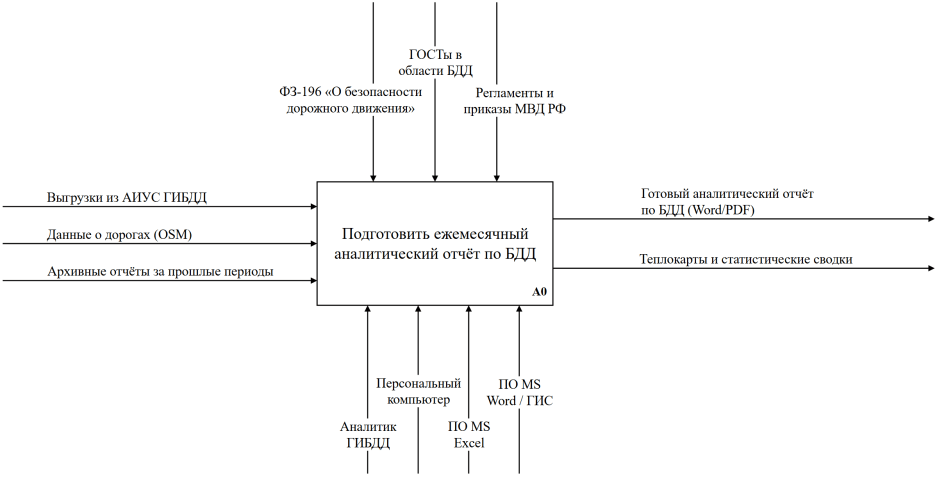 ГОСТы в
области БДД
ФЗ-196 «О безопасности
дорожного движения»
Регламенты и
приказы МВД РФ
Выгрузки из АИУС ГИБДД
Данные о дорогах (OSM)
Архивные отчёты за прошлые периоды
Подготовить ежемесячный
аналитический отчёт по БДД
A0
Готовый аналитический отчёт
по БДД (Word/PDF)
Теплокарты и статистические сводки
Аналитик
ГИБДД
Персональный
компьютер
ПО MS
Excel
ПО MS
Word / ГИС